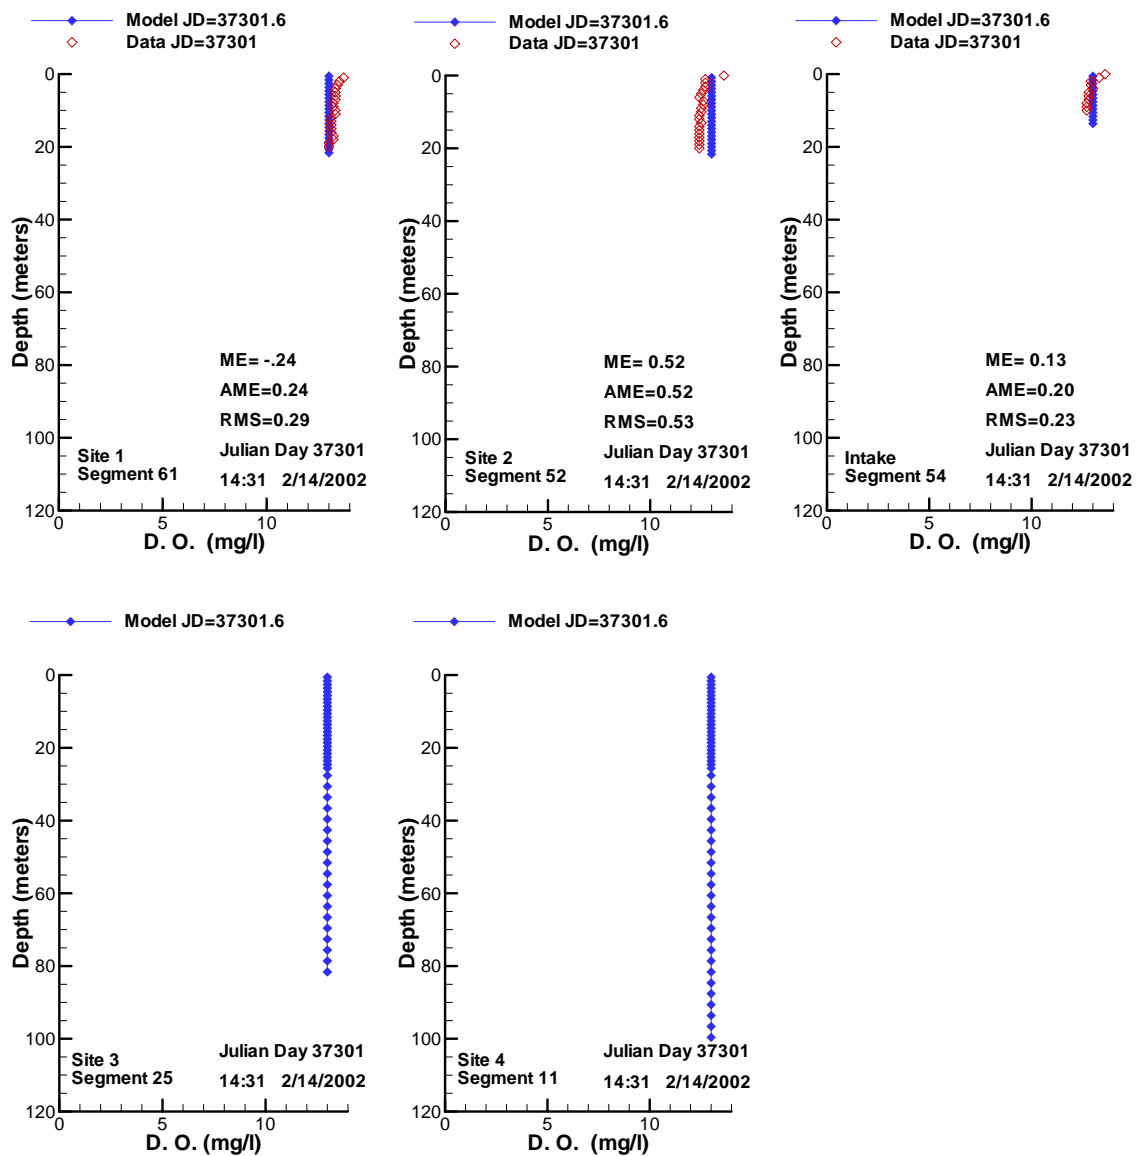 Model JD=37301.6
Data JD=37301
0
20
40
60
80
100
120
Depth (meters)
ME= -.24
AME=0.24
RMS=0.29
Julian Day 37301
14:31 2/14/2002
Site 1
Segment 61
0 5 10
D. O. (mg/l)
Model JD=37301.6
Data JD=37301
0
20
40
60
80
100
120
Depth (meters)
ME= 0.52
AME=0.52
RMS=0.53
Julian Day 37301
14:31 2/14/2002
Site 2
Segment 52
0 5 10
D. O. (mg/l)
Model JD=37301.6
Data JD=37301
0
20
40
60
80
100
120
Depth (meters)
ME= 0.13
AME=0.20
RMS=0.23
Julian Day 37301
14:31 2/14/2002
Intake
Segment 54
0 5 10
D. O. (mg/l)
Model JD=37301.6
0
20
40
60
80
100
120
Depth (meters)
Julian Day 37301
14:31 2/14/2002
Site 3
Segment 25
0 5 10
D. O. (mg/l)
Model JD=37301.6
0
20
40
60
80
100
120
Depth (meters)
Julian Day 37301
14:31 2/14/2002
Site 4
Segment 11
0 5 10
D. O. (mg/l)